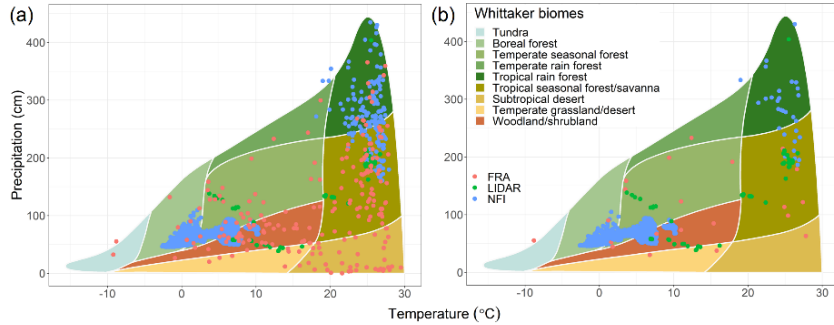 (a)
(b)
Precipitation (cm)
400
300
200
100
0
-10
0
10
20
30
400
300
200
100
0
-10
0
10
20
30
Whittaker biomes
Tundra
Boreal forest
Temperate seasonal forest
Temperate rain forest
Tropical rain forest
Tropical seasonal forest/savanna
Subtropical desert
Temperate grassland/desert
Woodland/shrubland
FRA
LIDAR
NFI
Temperature (°C)